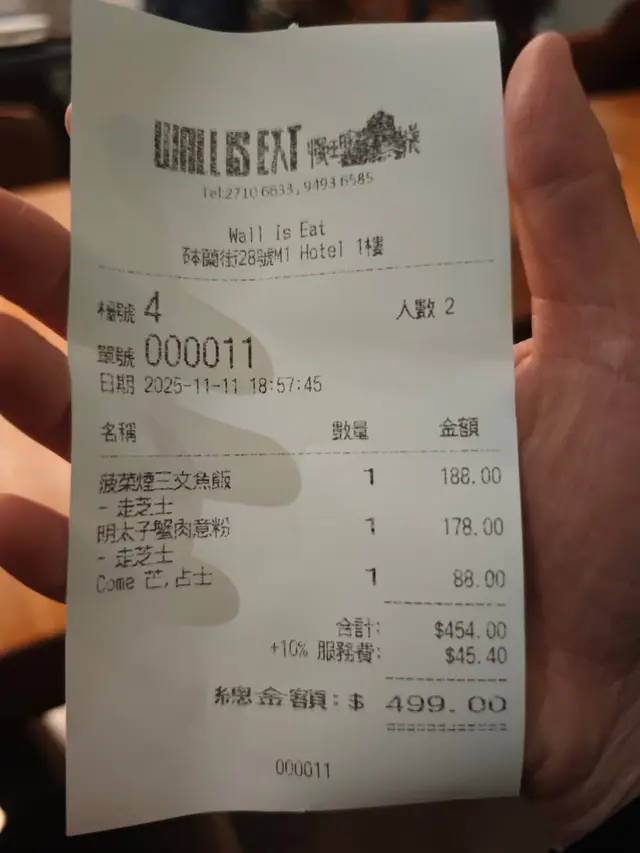 WALL IS EXT
Tel:2710 6633, 9493 6585
Wall is Eat
砵蘭街28號M1 Hotel 1樓
檯號 4 人數 2
單號 000011
日期 2025-11-11 18:57:45
名稱 數量 金額
菠菜煙三文魚飯 1 188.00
- 走芝士
明太子蟹肉意粉 1 178.00
- 走芝士
Come 芒,占士 1 88.00
合計: $454.00
+10% 服務費: $45.40
總金額: $ 499.00
000011